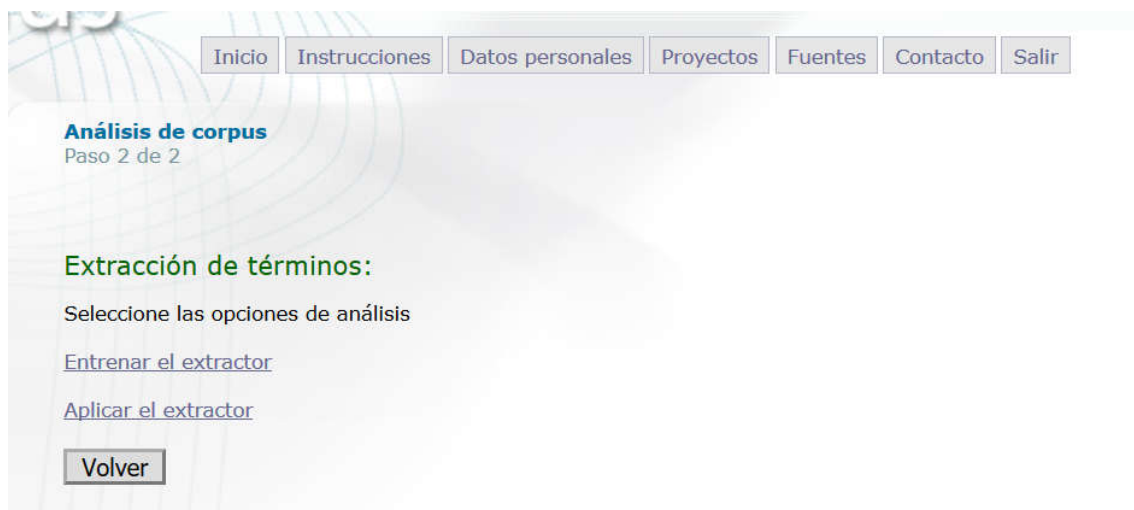 Inicio Instrucciones Datos personales Proyectos Fuentes Contacto Salir
Análisis de corpus
Paso 2 de 2
Extracción de términos:
Seleccione las opciones de análisis
Entrenar el extractor
Aplicar el extractor
Volver